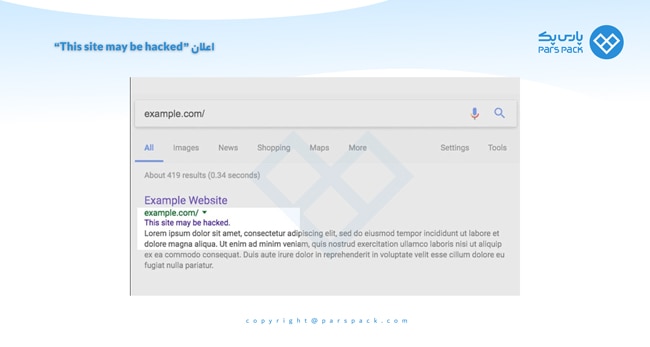 اعلان “This site may be hacked”
پارس پک
PARS PACK
example.com/
All Images News Shopping Maps More Settings Tools
About 419 results (0.34 seconds)
Example Website
example.com/
This site may be hacked.
Lorem ipsum dolor sit amet, consectetur adipiscing elit, sed do eiusmod tempor incididunt ut labore et
dolore magna aliqua. Ut enim ad minim veniam, quis nostrud exercitation ullamco laboris nisi ut aliquip
ex ea commodo consequat. Duis aute irure dolor in reprehenderit in voluptate velit esse cillum dolore eu
fugiat nulla pariatur.
copyright@parspack.com